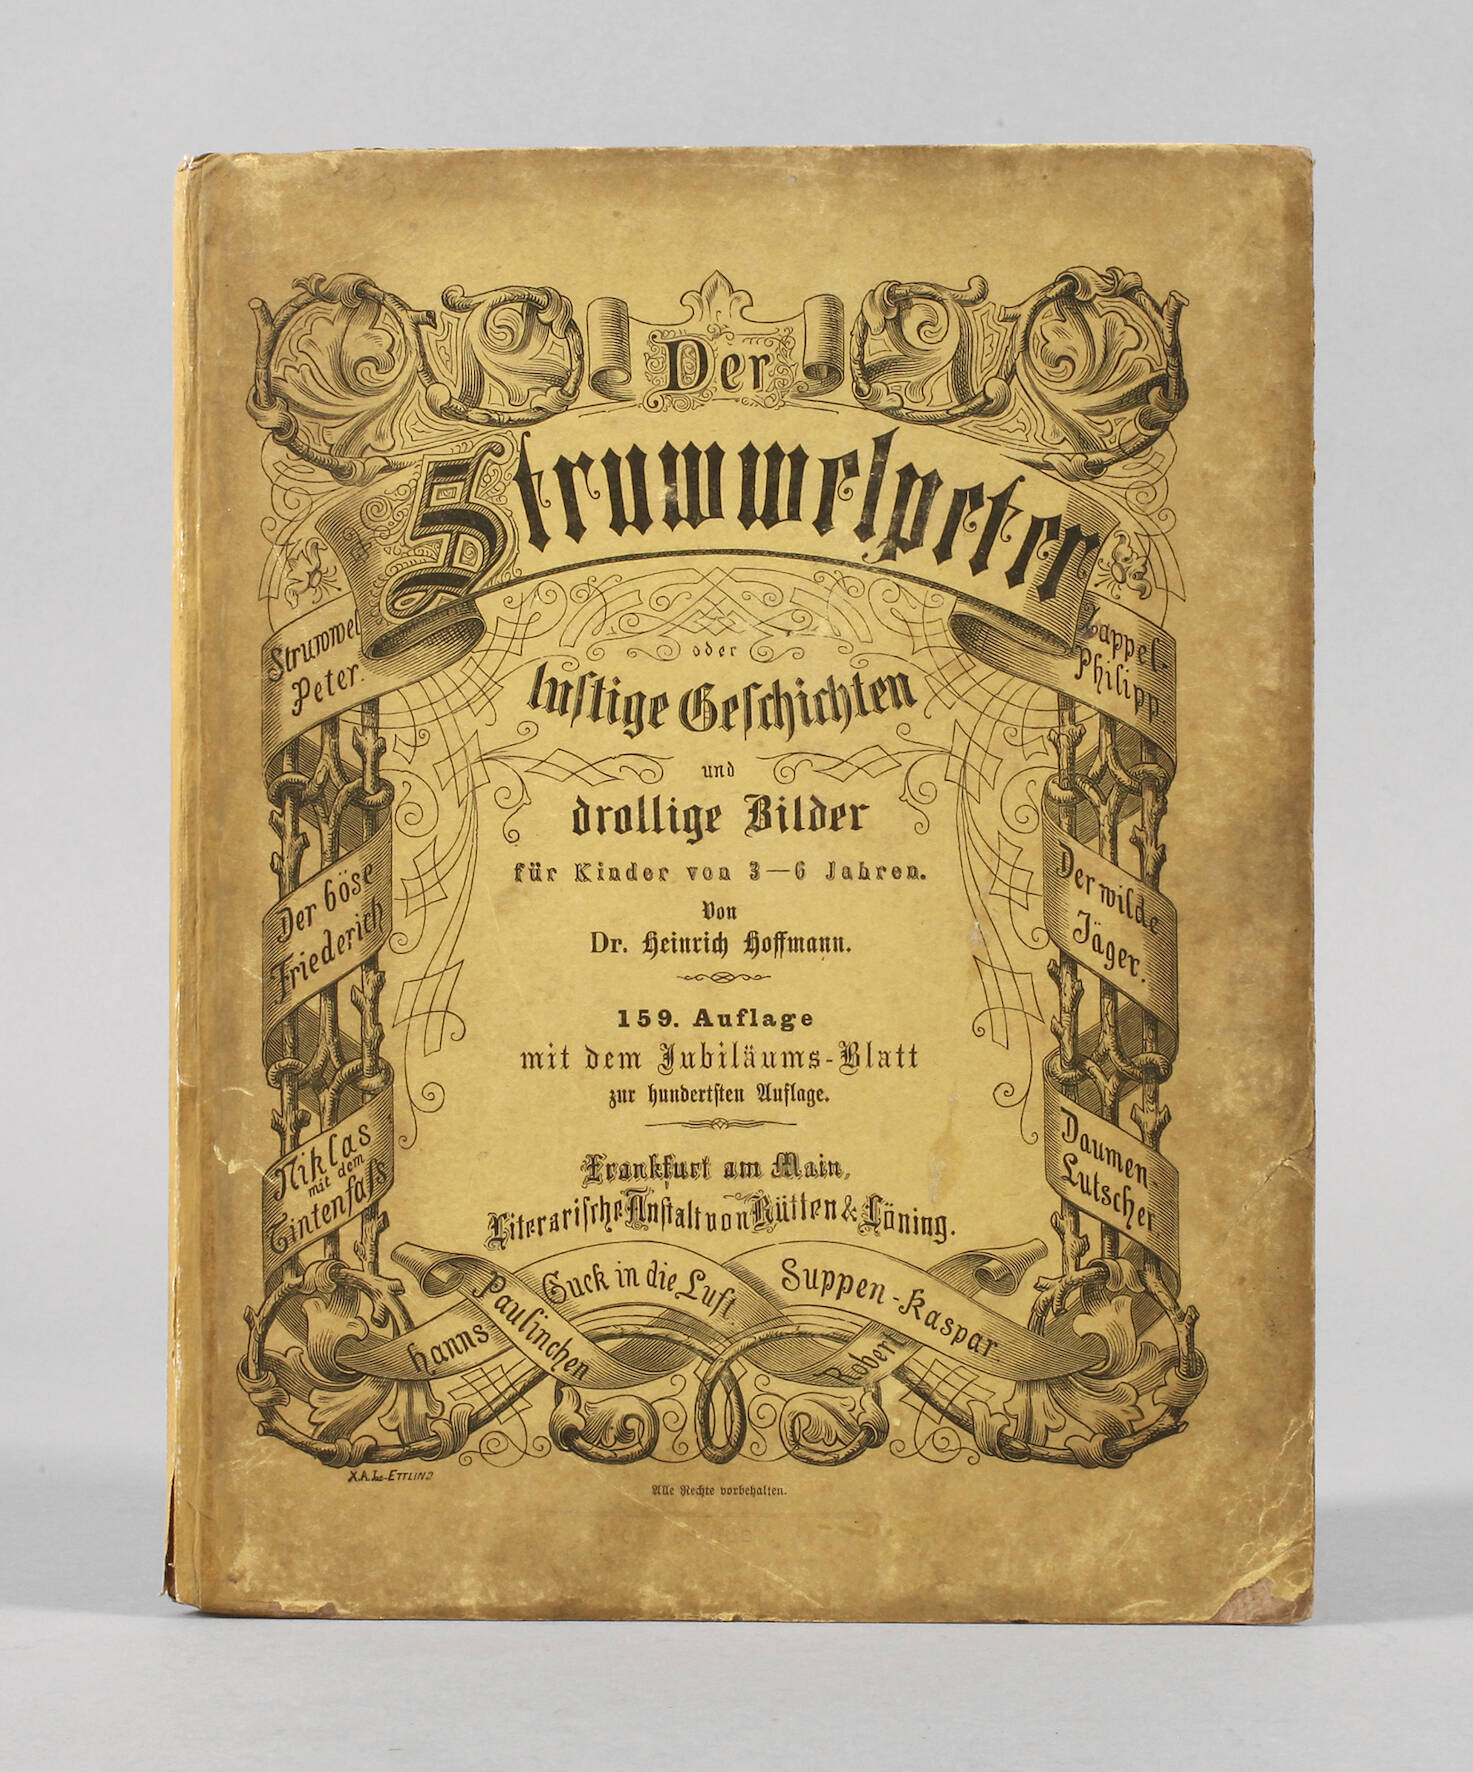 Der
Struwwelpeter
oder
luſtige Geſchichten
und
drollige Bilder
für Kinder von 3—6 Jahren.
Von
Dr. Heinrich Hoffmann.
159. Auflage
mit dem Jubiläums-Blatt
zur hundertſten Auflage.
Frankfurt am Main,
Literariſche Anſtalt von Rütten & Löning.
Struwwel
Peter.
Der böse
Friederich
Niklas
mit dem
Tintenfaſs
Zappel-
Philipp.
Der wilde
Jäger.
Daumen-
Lutscher
Hanns
Paulinchen
Guck in die Luft.
Suppen-Kaspar
Robert
X.A. ETTLING
Alle Rechte vorbehalten.